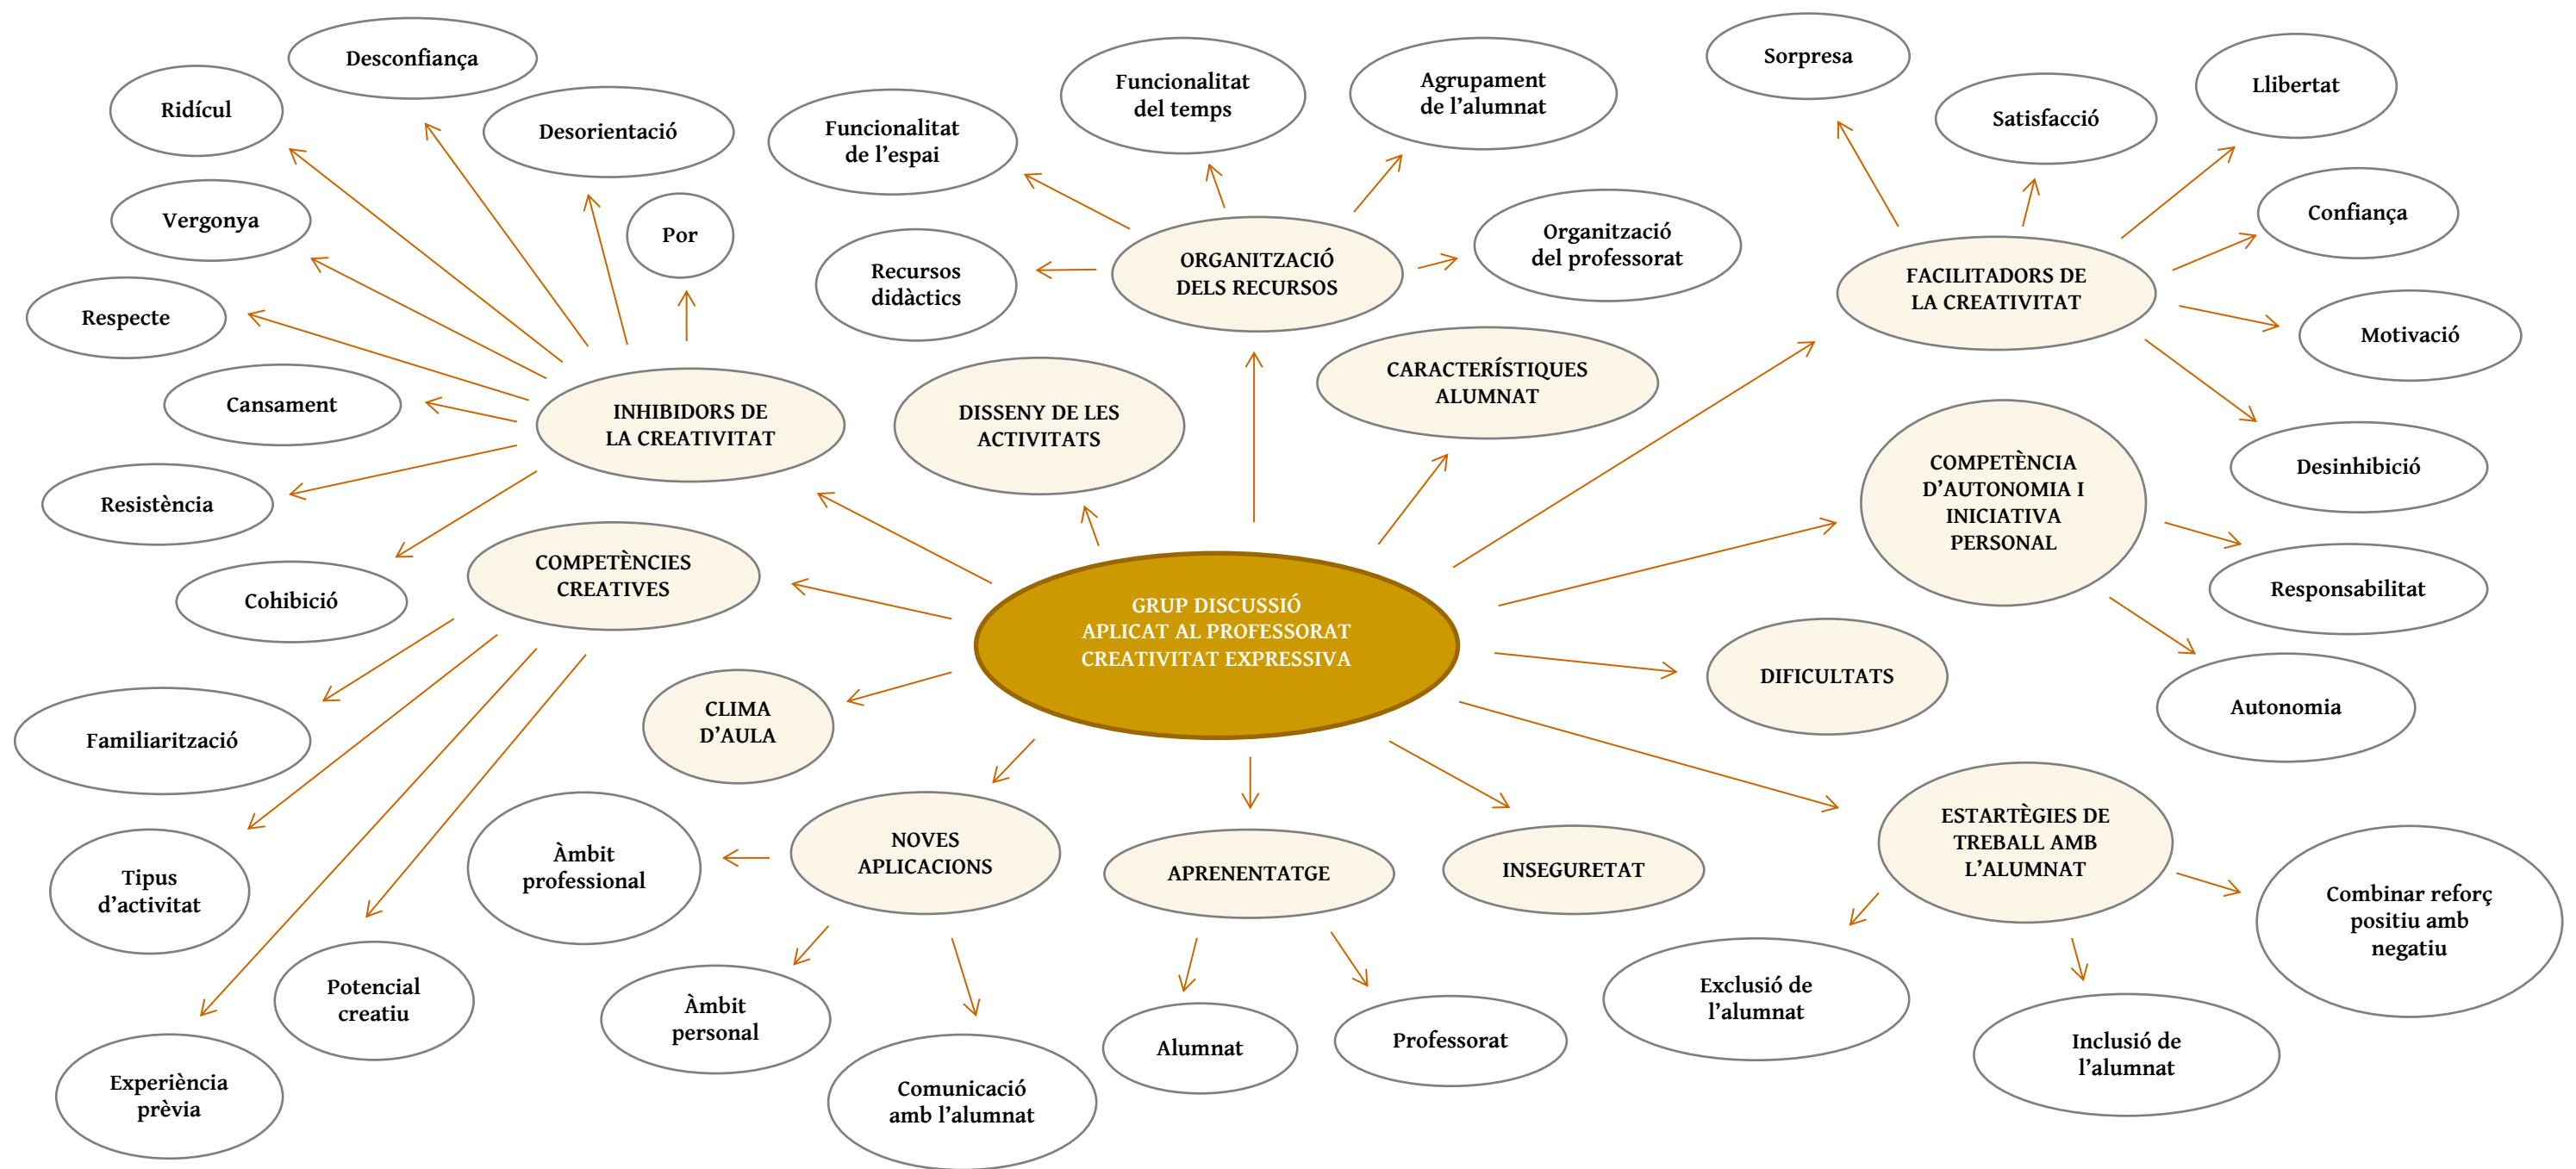 Desconfiança
Ridícul
Desorientació
Vergonya
Por
Respecte
Cansament
Resistència
Cohibició
INHIBIDORS DE
LA CREATIVITAT
Funcionalitat
de l’espai
Funcionalitat
del temps
Agrupament
de l’alumnat
Organització
del professorat
Recursos
didàctics
ORGANITZACIÓ
DELS RECURSOS
DISSENY DE LES
ACTIVITATS
CARACTERÍSTIQUES
ALUMNAT
Sorpresa
Satisfacció
Llibertat
Confiança
Motivació
Desinhibició
FACILITADORS DE
LA CREATIVITAT
COMPETÈNCIA
D’AUTONOMIA I
INICIATIVA
PERSONAL
Responsabilitat
Autonomia
COMPETÈNCIES
CREATIVES
GRUP DISCUSSIÓ
APLICAT AL PROFESSORAT
CREATIVITAT EXPRESSIVA
DIFICULTATS
CLIMA
D’AULA
Familiarització
Tipus
d’activitat
Potencial
creatiu
Experiència
prèvia
NOVES
APLICACIONS
Àmbit
professional
Àmbit
personal
Comunicació
amb l’alumnat
APRENENTATGE
Alumnat
Professorat
INSEGURETAT
ESTARTÈGIES DE
TREBALL AMB
L’ALUMNAT
Exclusió de
l’alumnat
Inclusió de
l’alumnat
Combinar reforç
positiu amb
negatiu